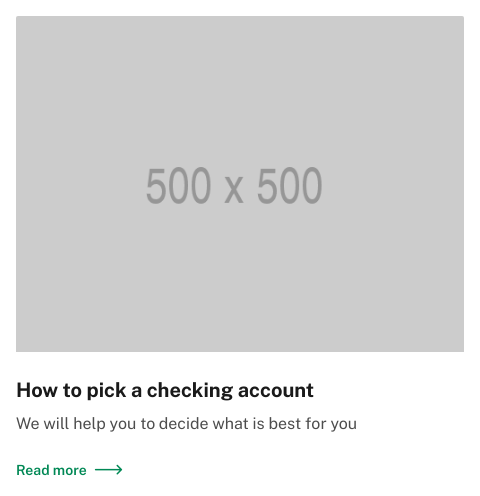 500 x 500
How to pick a checking account
We will help you to decide what is best for you
Read more